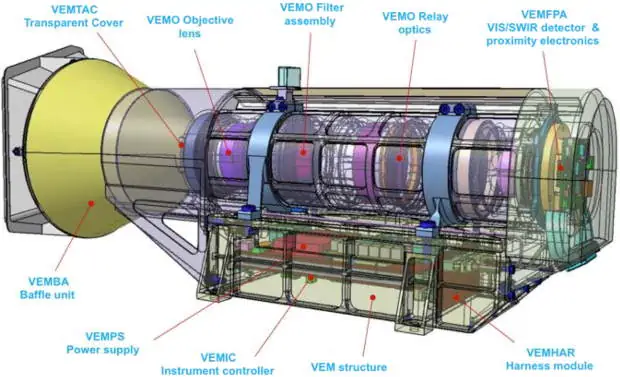 VEMTAC
Transparent Cover
VEMO Objective
lens
VEMO Filter
assembly
VEMO Relay
optics
VEMFPA
VIS/SWIR detector &
proximity electronics
VEMBA
Baffle unit
VEMPS
Power supply
VEMIC
Instrument controller
VEM structure
VEMHAR
Harness module